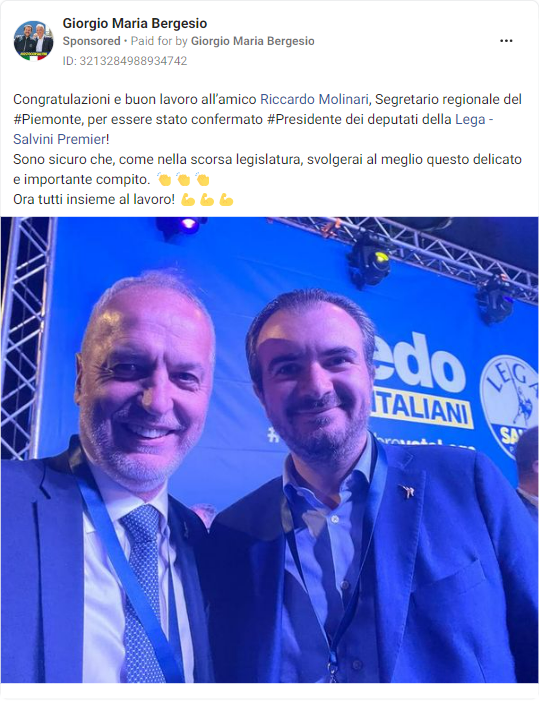 Giorgio Maria Bergesio
Sponsored • Paid for by Giorgio Maria Bergesio
ID: 3213284988934742
Congratulazioni e buon lavoro all'amico Riccardo Molinari, Segretario regionale del
#Piemonte, per essere stato confermato #Presidente dei deputati della Lega -
Salvini Premier!
Sono sicuro che, come nella scorsa legislatura, svolgerai al meglio questo delicato
e importante compito. 👏 👏 👏
Ora tutti insieme al lavoro! 💪 💪 💪
edo
ITALIANI
LEGA